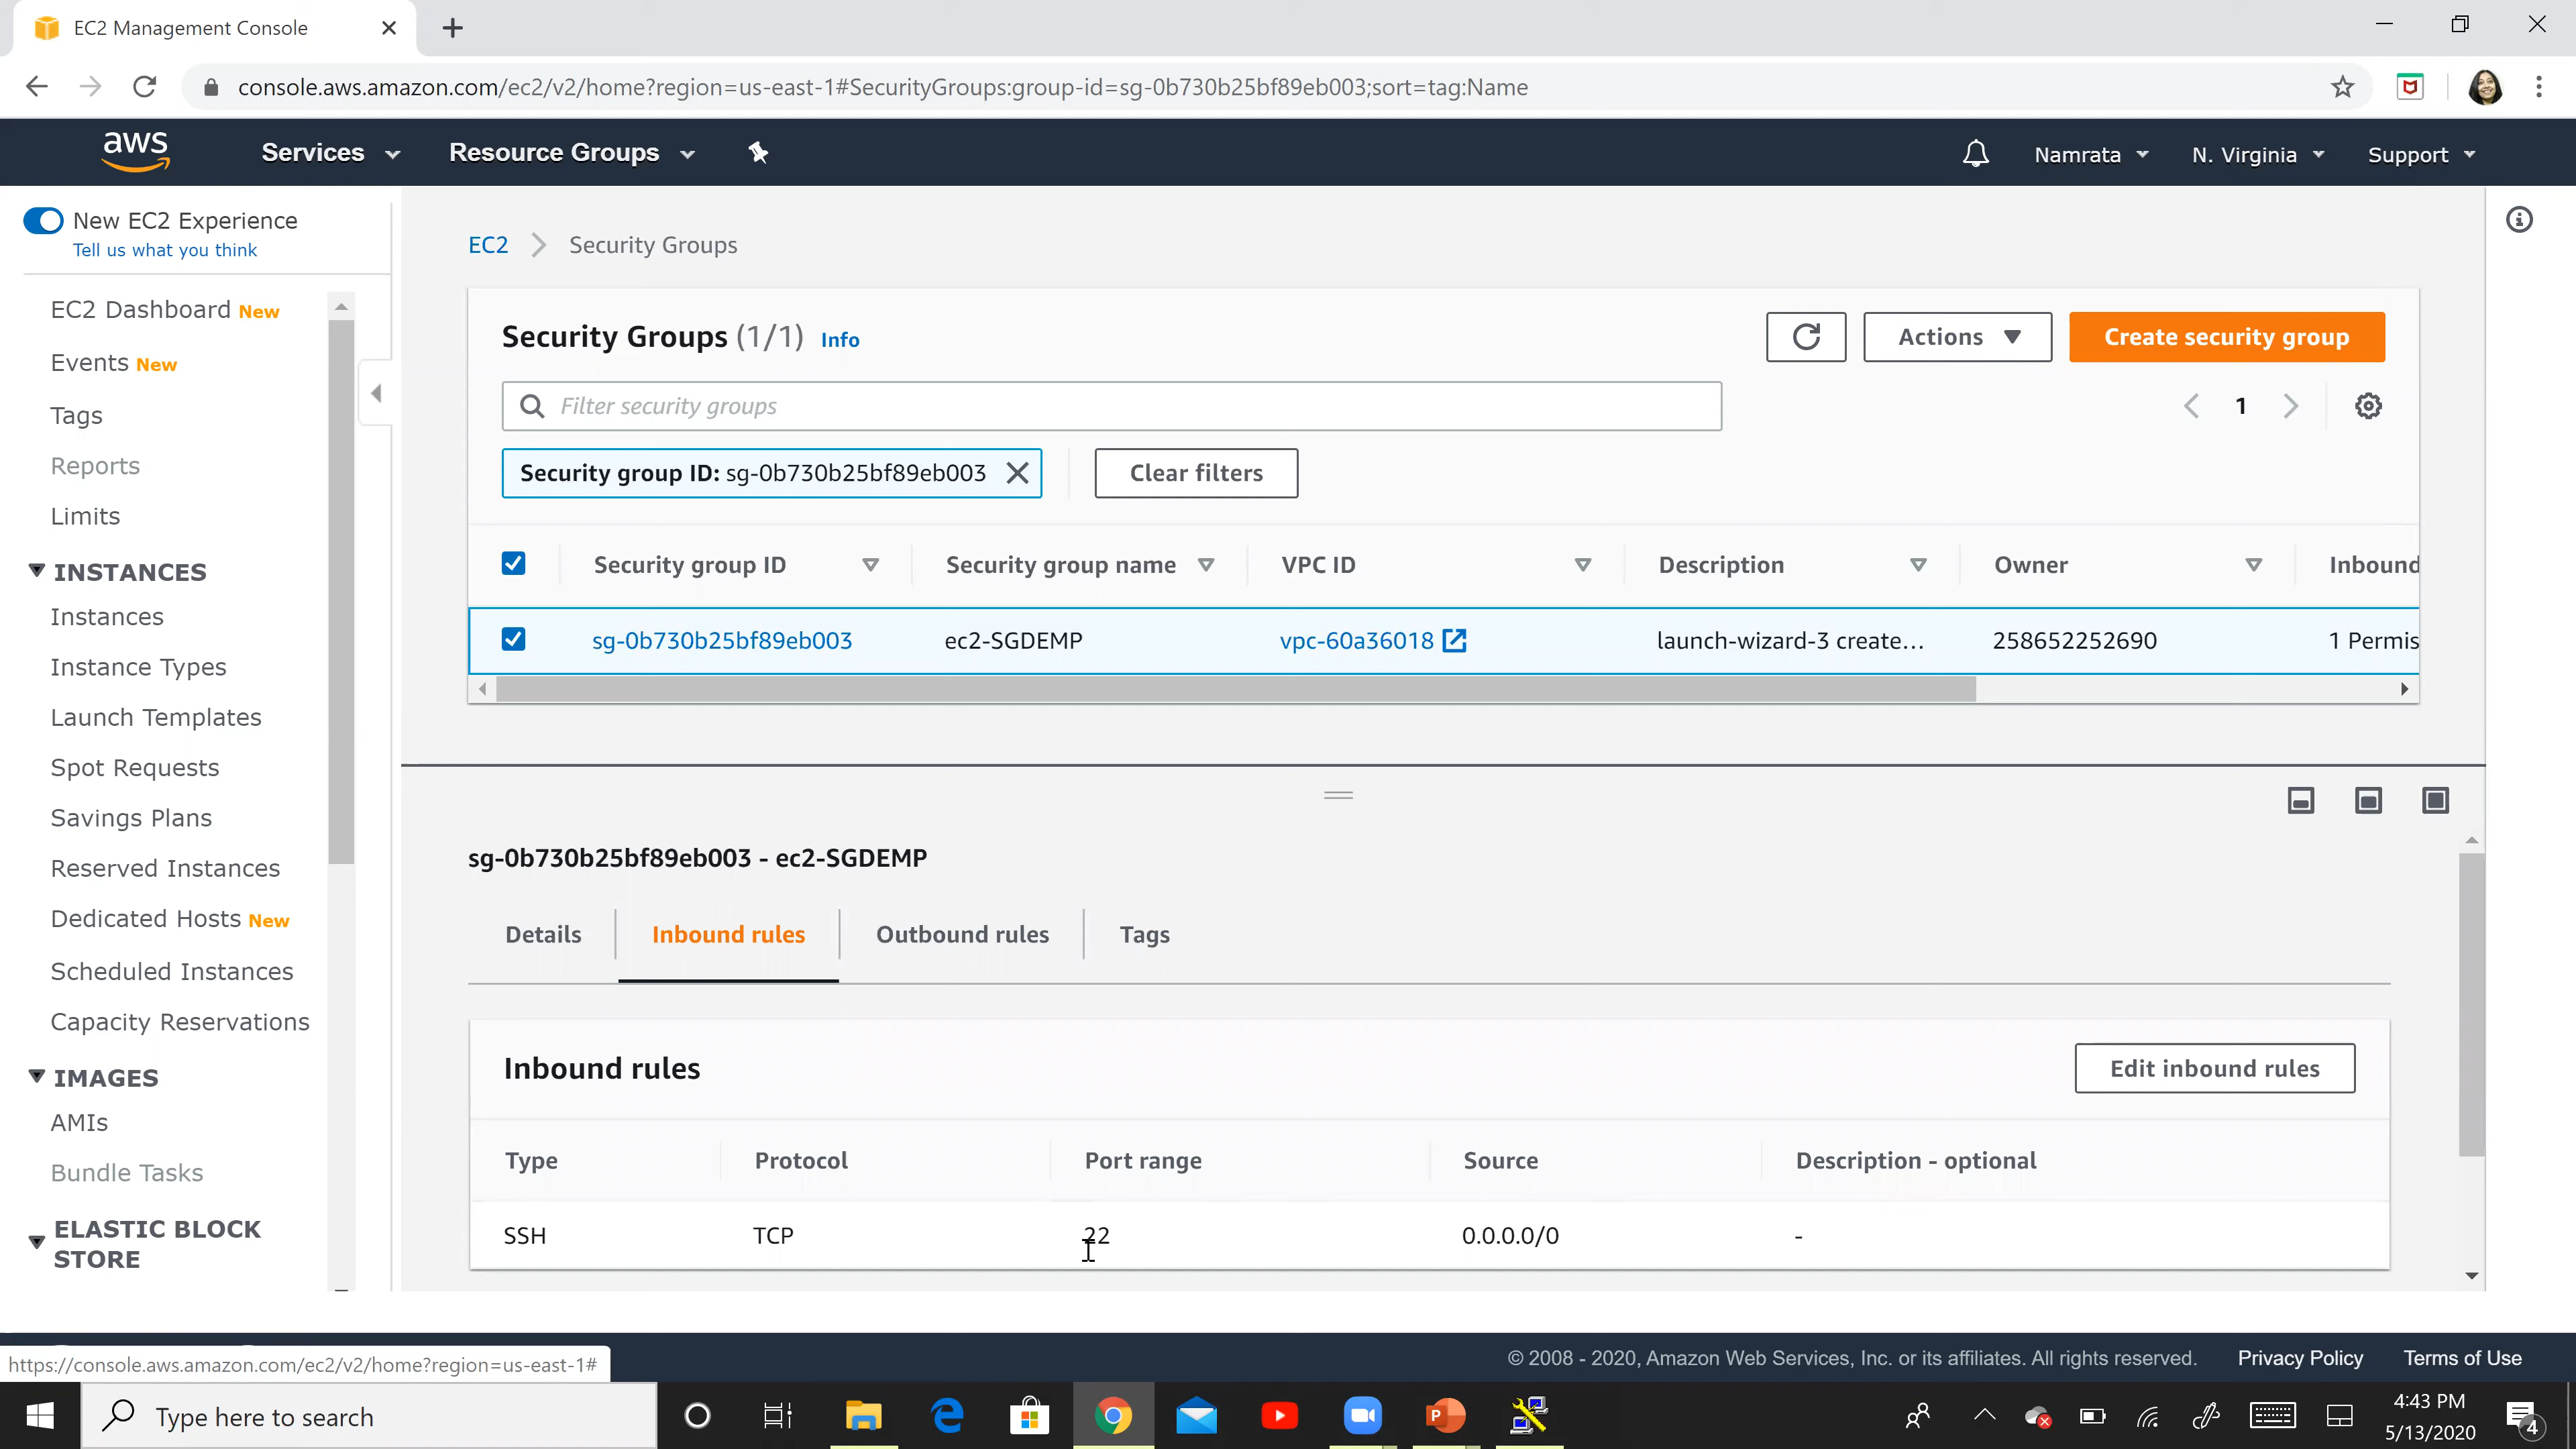 EC2 Management Console
console.aws.amazon.com/ec2/v2/home?region=us-east-1#SecurityGroups:group-id=sg-0b730b25bf89eb003;sort=tag:Name
aws Services Resource Groups Namrata N. Virginia Support
New EC2 Experience
Tell us what you think
EC2 Dashboard New
Events New
Tags
Reports
Limits
INSTANCES
Instances
Instance Types
Launch Templates
Spot Requests
Savings Plans
Reserved Instances
Dedicated Hosts New
Scheduled Instances
Capacity Reservations
IMAGES
AMIs
Bundle Tasks
ELASTIC BLOCK
STORE
EC2 Security Groups
Security Groups (1/1) Info Actions Create security group
Filter security groups 1
Security group ID: sg-0b730b25bf89eb003 Clear filters
Security group ID Security group name VPC ID Description Owner Inbound
sg-0b730b25bf89eb003 ec2-SGDEMP vpc-60a36018 launch-wizard-3 create... 258652252690 1 Permis
sg-0b730b25bf89eb003 - ec2-SGDEMP
Details Inbound rules Outbound rules Tags
Inbound rules Edit inbound rules
Type Protocol Port range Source Description - optional
SSH TCP 22 0.0.0.0/0 -
https://console.aws.amazon.com/ec2/v2/home?region=us-east-1# © 2008 - 2020, Amazon Web Services, Inc. or its affiliates. All rights reserved. Privacy Policy Terms of Use
Type here to search
4:43 PM
5/13/2020
4